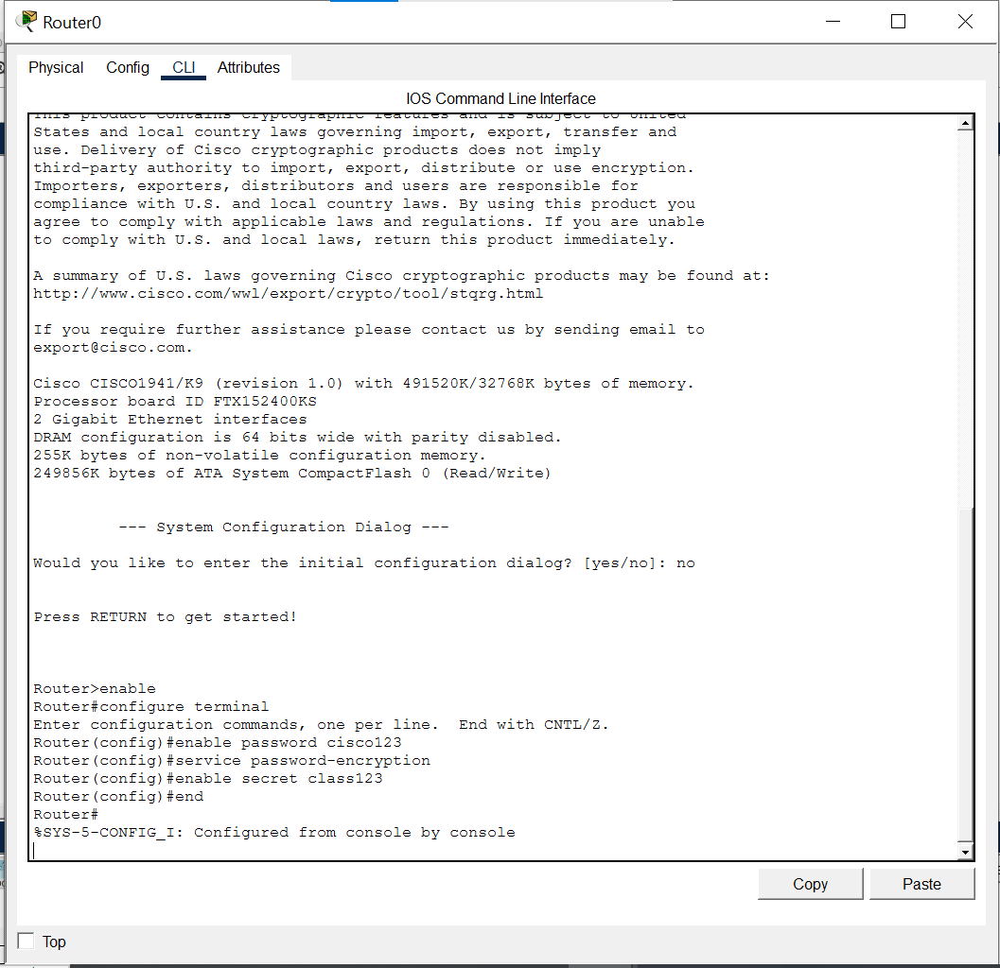 Router0
Physical Config CLI Attributes
IOS Command Line Interface
This product contains cryptographic features and is subject to United
States and local country laws governing import, export, transfer and
use. Delivery of Cisco cryptographic products does not imply
third-party authority to import, export, distribute or use encryption.
Importers, exporters, distributors and users are responsible for
compliance with U.S. and local country laws. By using this product you
agree to comply with applicable laws and regulations. If you are unable
to comply with U.S. and local laws, return this product immediately.
A summary of U.S. laws governing Cisco cryptographic products may be found at:
http://www.cisco.com/wwl/export/crypto/tool/stqrg.html
If you require further assistance please contact us by sending email to
export@cisco.com.
Cisco CISCO1941/K9 (revision 1.0) with 491520K/32768K bytes of memory.
Processor board ID FTX152400KS
2 Gigabit Ethernet interfaces
DRAM configuration is 64 bits wide with parity disabled.
255K bytes of non-volatile configuration memory.
249856K bytes of ATA System CompactFlash 0 (Read/Write)
--- System Configuration Dialog ---
Would you like to enter the initial configuration dialog? [yes/no]: no
Press RETURN to get started!
Router>enable
Router#configure terminal
Enter configuration commands, one per line.  End with CNTL/Z.
Router(config)#enable password cisco123
Router(config)#service password-encryption
Router(config)#enable secret class123
Router(config)#end
Router#
%SYS-5-CONFIG_I: Configured from console by console
Copy Paste
Top